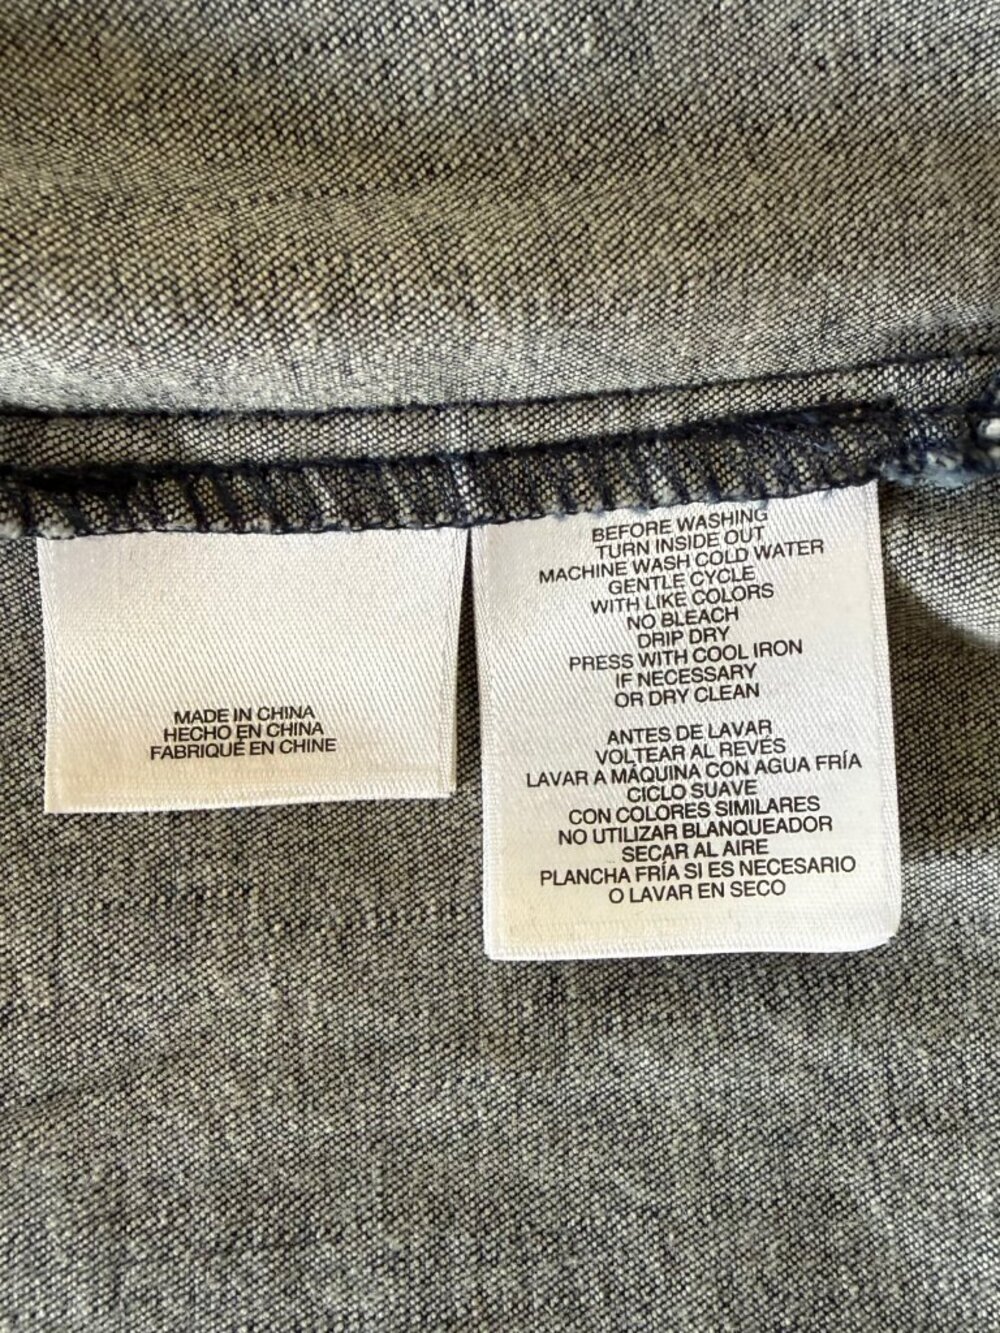 MADE IN CHINA
HECHO EN CHINA
FABRIQUÉ EN CHINE
BEFORE WASHING
TURN INSIDE OUT
MACHINE WASH COLD WATER
GENTLE CYCLE
WITH LIKE COLORS
NO BLEACH
DRIP DRY
PRESS WITH COOL IRON
IF NECESSARY
OR DRY CLEAN
ANTES DE LAVAR
VOLTEAR AL REVÉS
LAVAR A MÁQUINA CON AGUA FRÍA
CICLO SUAVE
CON COLORES SIMILARES
NO UTILIZAR BLANQUEADOR
SECAR AL AIRE
PLANCHA FRÍA SI ES NECESARIO
O LAVAR EN SECO